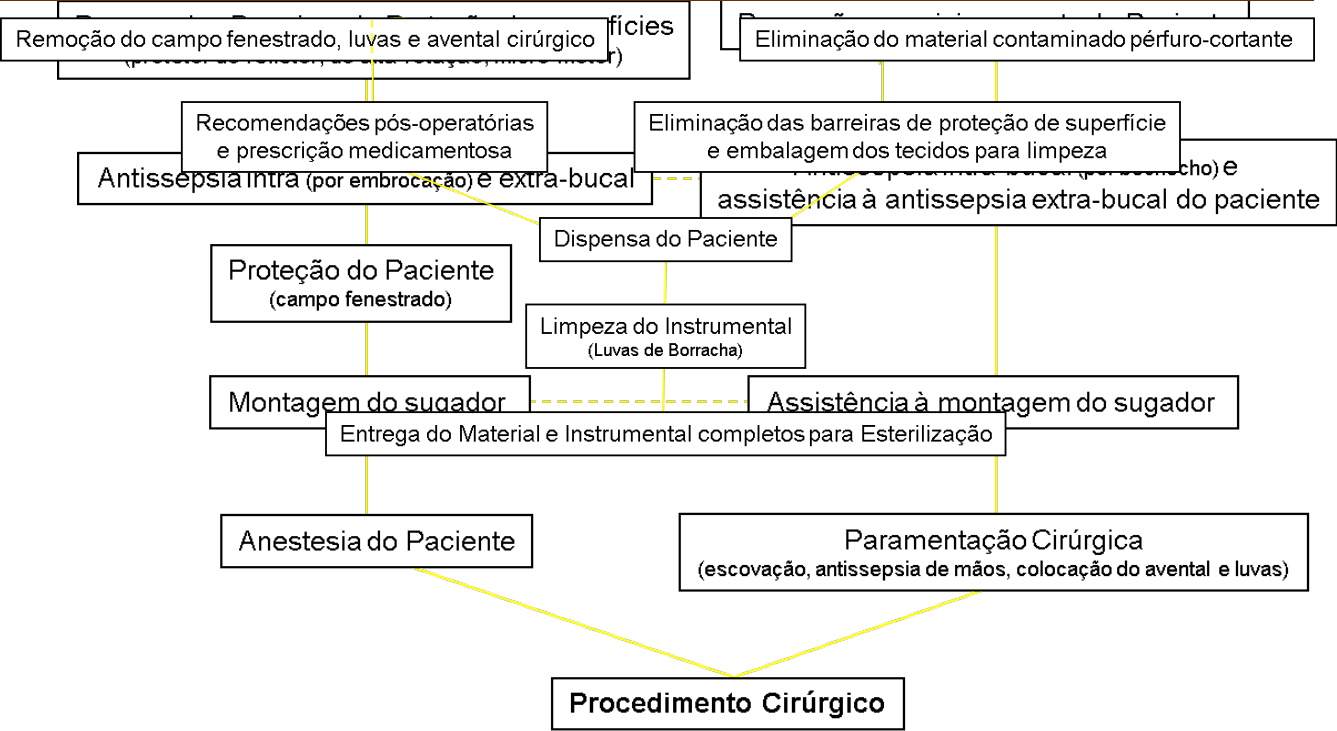 fícies
Remoção do campo fenestrado, luvas e avental cirúrgico
Eliminação do material contaminado pérfuro-cortante
Recomendações pós-operatórias
e prescrição medicamentosa
Eliminação das barreiras de proteção de superfície
e embalagem dos tecidos para limpeza
Antissepsia intra (por embrocação) e extra-bucal
e
assistência à antissepsia extra-bucal do paciente
Dispensa do Paciente
Proteção do Paciente
(campo fenestrado)
Limpeza do Instrumental
(Luvas de Borracha)
Montagem do sugador
Assistência à montagem do sugador
Entrega do Material e Instrumental completos para Esterilização
Anestesia do Paciente
Paramentação Cirúrgica
(escovação, antissepsia de mãos, colocação do avental e luvas)
Procedimento Cirúrgico